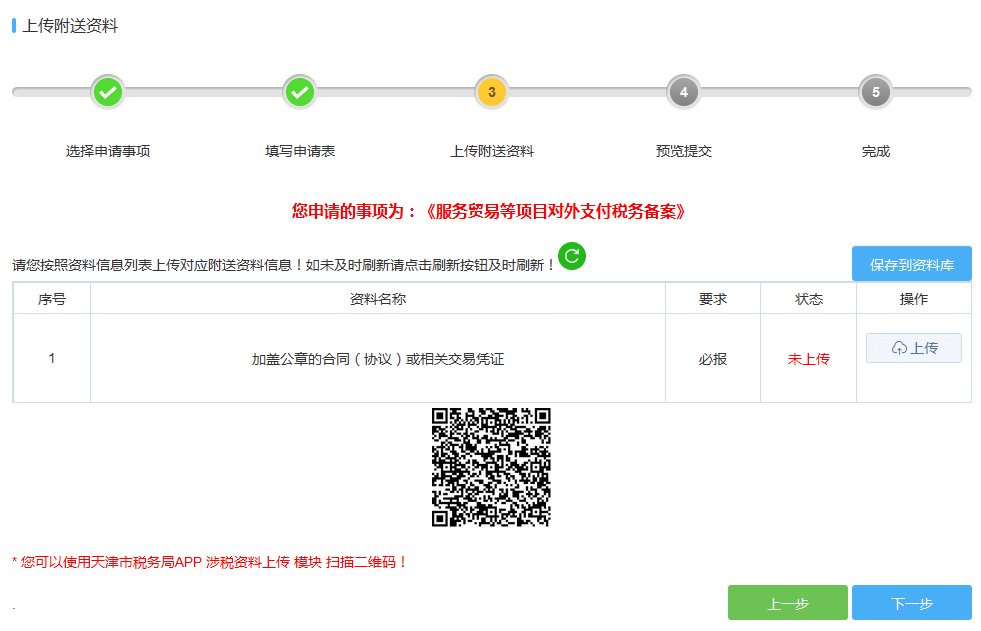 上传附送资料
3 4 5
选择申请事项 填写申请表 上传附送资料 预览提交 完成
您申请的事项为：《服务贸易等项目对外支付税务备案》
请您按照资料信息列表上传对应附送资料信息！如未及时刷新请点击刷新按钮及时刷新！ 保存到资料库
序号 资料名称 要求 状态 操作
1 加盖公章的合同（协议）或相关交易凭证 必报 未上传 上传
* 您可以使用天津市税务局APP 涉税资料上传 模块 扫描二维码！
. 上一步 下一步